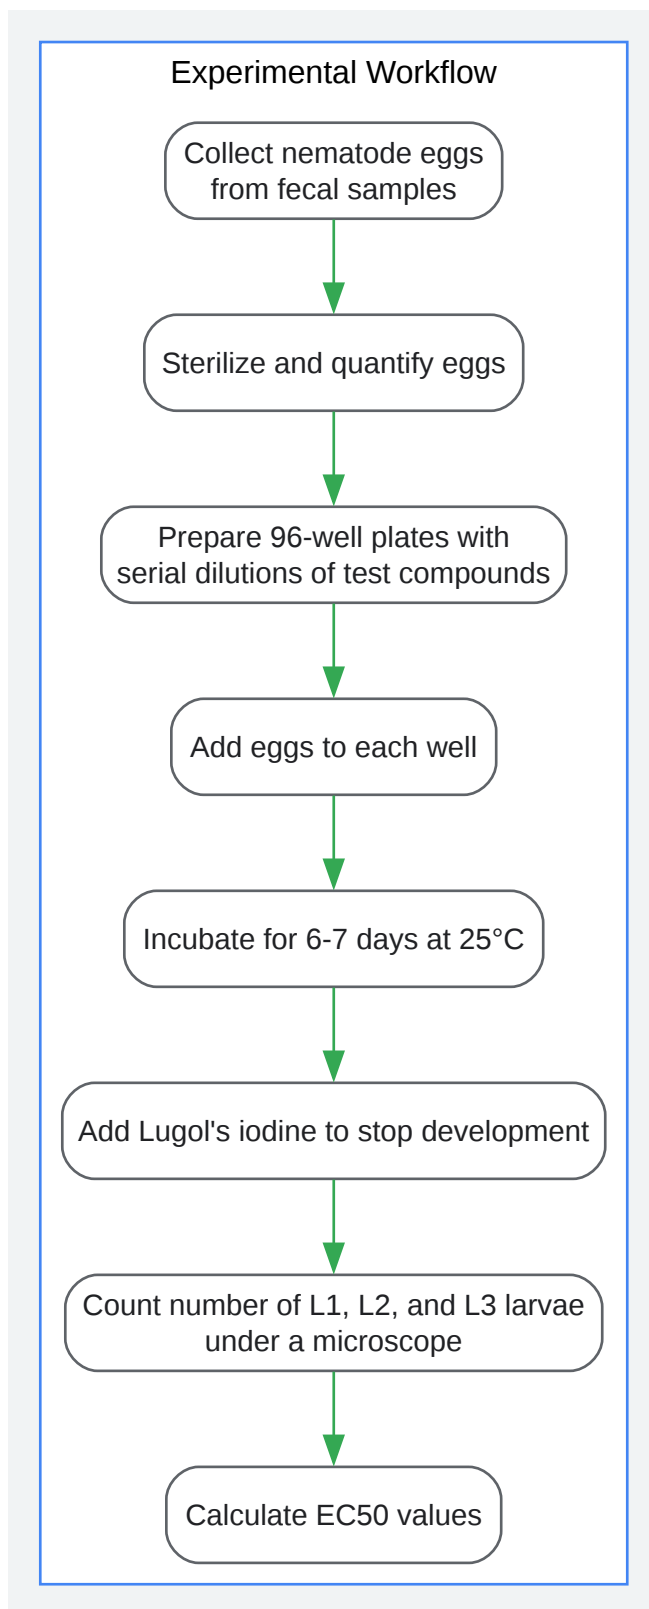 Experimental Workflow
Collect nematode eggs
from fecal samples
Sterilize and quantify eggs
Prepare 96-well plates with
serial dilutions of test compounds
Add eggs to each well
Incubate for 6-7 days at 25°C
Add Lugol's iodine to stop development
Count number of L1, L2, and L3 larvae
under a microscope
Calculate EC50 values